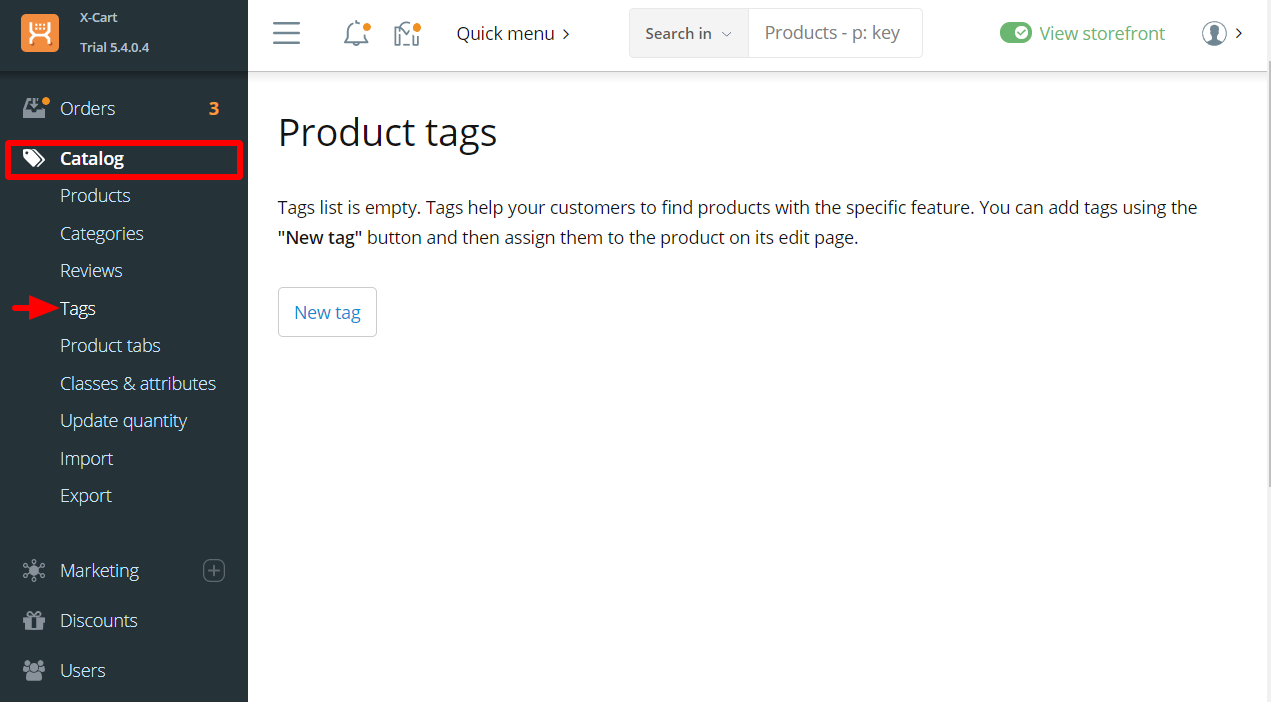 X-Cart
Trial 5.4.0.4
Quick menu
Search in
Products - p: key
View storefront
Orders 3
Catalog
Products
Categories
Reviews
Tags
Product tabs
Classes & attributes
Update quantity
Import
Export
Marketing
Discounts
Users
Product tags
Tags list is empty. Tags help your customers to find products with the specific feature. You can add tags using the
"New tag" button and then assign them to the product on its edit page.
New tag